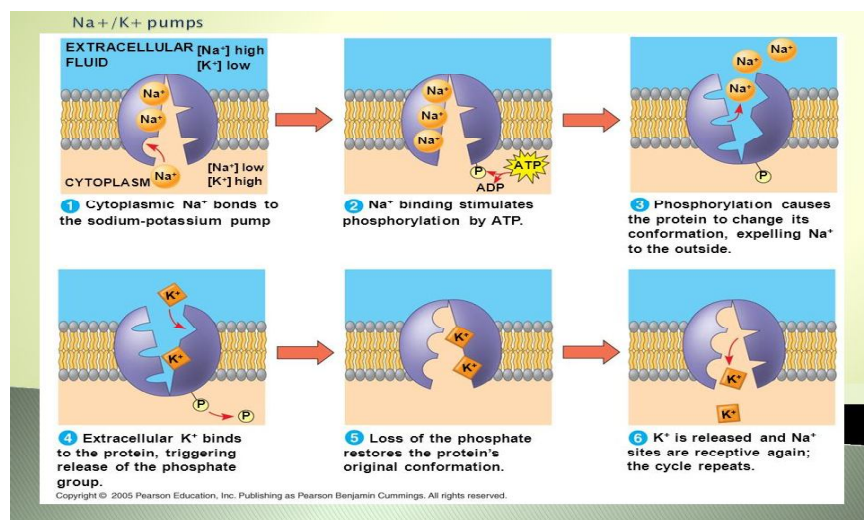 Na+/K+ pumps
EXTRACELLULAR
FLUID
[Na+] high
[K+] low
Na+
Na+
Na+
CYTOPLASM
[Na+] low
[K+] high
1 Cytoplasmic Na+ bonds to
the sodium-potassium pump
Na+
Na+
Na+
P
ATP
ADP
2 Na+ binding stimulates
phosphorylation by ATP.
Na+
Na+
Na+
P
3 Phosphorylation causes
the protein to change its
conformation, expelling Na+
to the outside.
K+
K+
P
P
4 Extracellular K+ binds
to the protein, triggering
release of the phosphate
group.
K+
K+
5 Loss of the phosphate
restores the protein's
original conformation.
K+
K+
6 K+ is released and Na+
sites are receptive again;
the cycle repeats.
Copyright © 2005 Pearson Education, Inc. Publishing as Pearson Benjamin Cummings. All rights reserved.